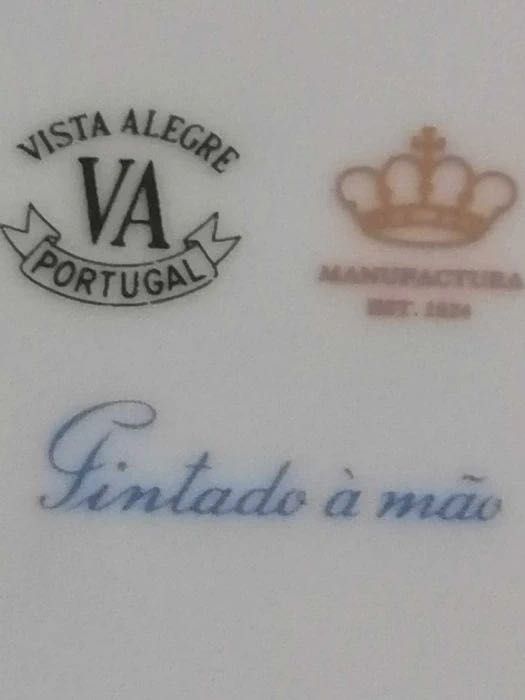 VISTA ALEGRE
VA
PORTUGAL
MANUFACTURA
EST. 1824
Pintado à mão